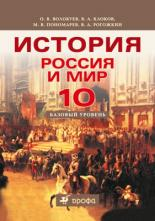 О. В. ВОЛОБУЕВ, В. А. КЛОКОВ,
М. В. ПОНОМАРЕВ, В. А. РОГОЖКИН
ИСТОРИЯ
РОССИЯ И МИР
10
БАЗОВЫЙ УРОВЕНЬ
дрофа